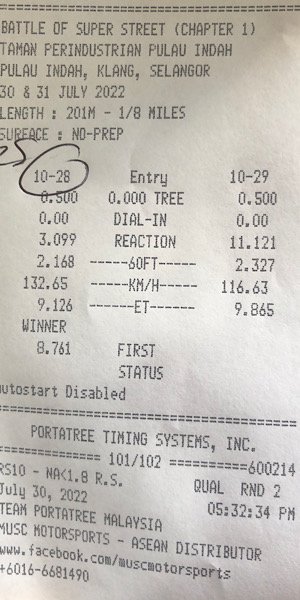 BATTLE OF SUPER STREET (CHAPTER 1)
TAMAN PERINDUSTRIAN PULAU INDAH
PULAU INDAH, KLANG, SELANGOR
30 & 31 JULY 2022
LENGTH : 201M - 1/8 MILES
SURFACE : NO-PREP
10-28 Entry 10-29
0.500 0.000 TREE 0.500
0.00 DIAL-IN 0.00
3.099 REACTION 11.121
2.168 ------60FT----- 2.327
132.65 ------KM/H----- 116.63
9.126 -------ET------ 9.865
WINNER
8.761 FIRST
STATUS
utostart Disabled
PORTATREE TIMING SYSTEMS, INC.
============= 101/102 ===========600214
RS10 - NA<1.8 R.S. QUAL RND 2
July 30, 2022 05:32:34 PM
TEAM PORTATREE MALAYSIA
MUSC MOTORSPORTS - ASEAN DISTRIBUTOR
www.facebook.com/muscmotorsports
+6016-6681490